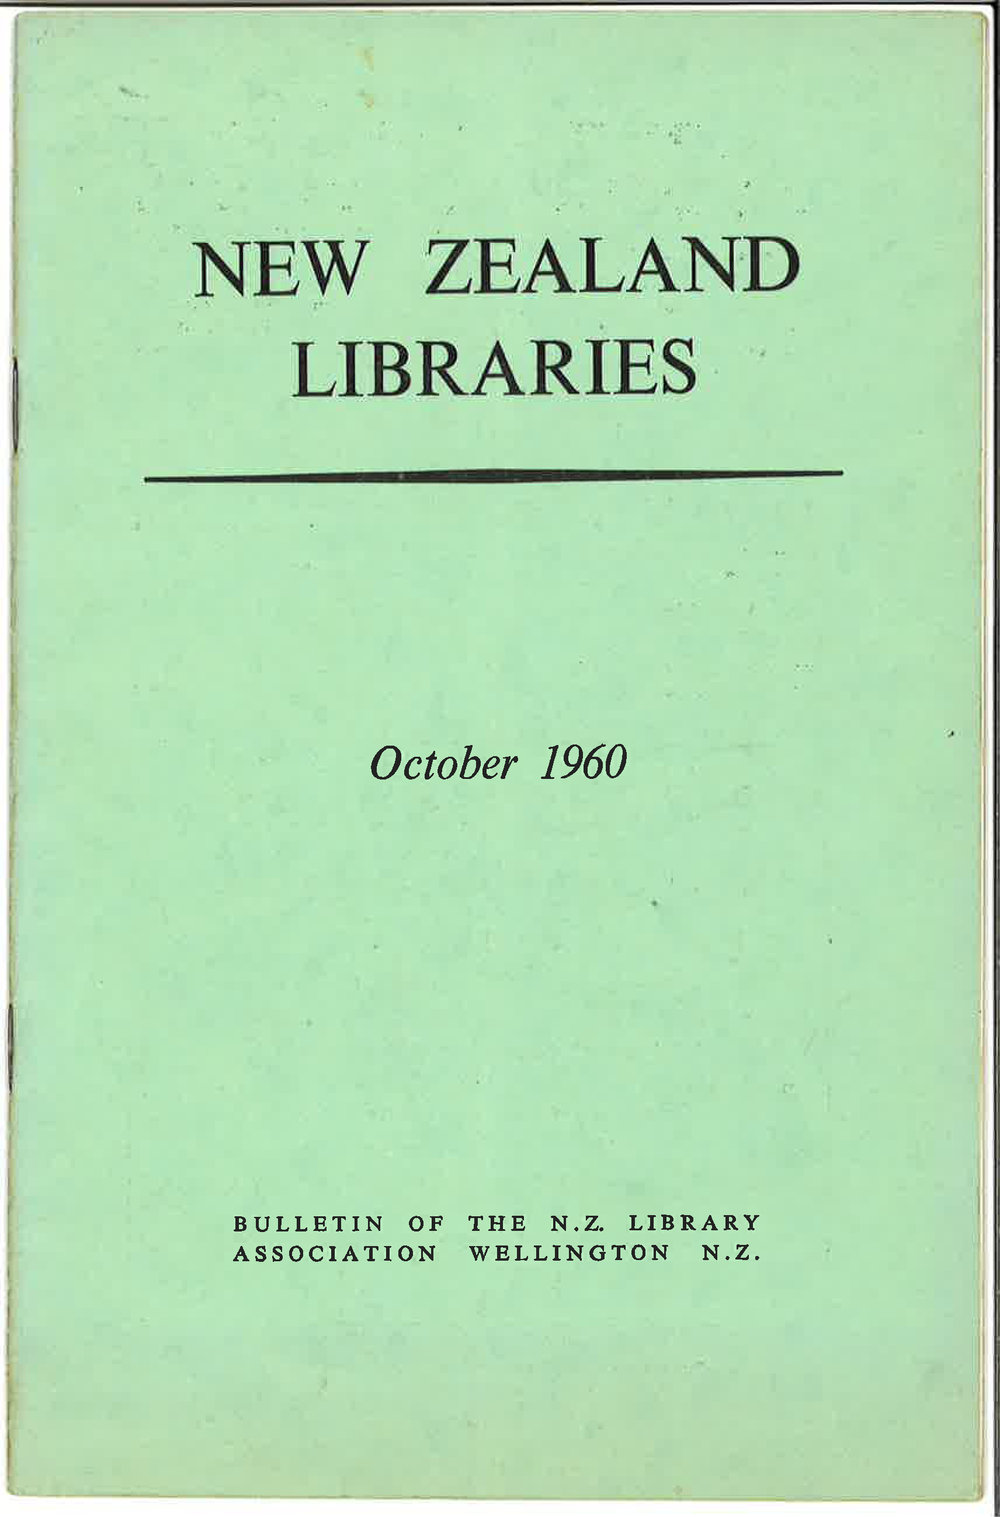 NEW ZEALAND
LIBRARIES
October 1960
BULLETIN OF THE N.Z. LIBRARY
ASSOCIATION WELLINGTON N.Z.